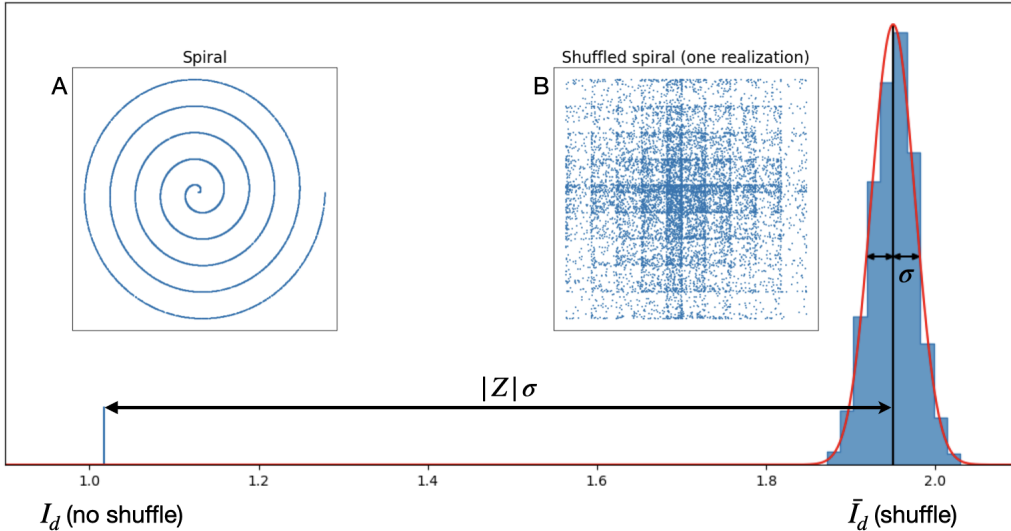 Spiral
Shuffled spiral (one realization)
A
B
σ
|Z|σ
1.0 1.2 1.4 1.6 1.8 2.0
I_d (no shuffle)
Ī_d (shuffle)